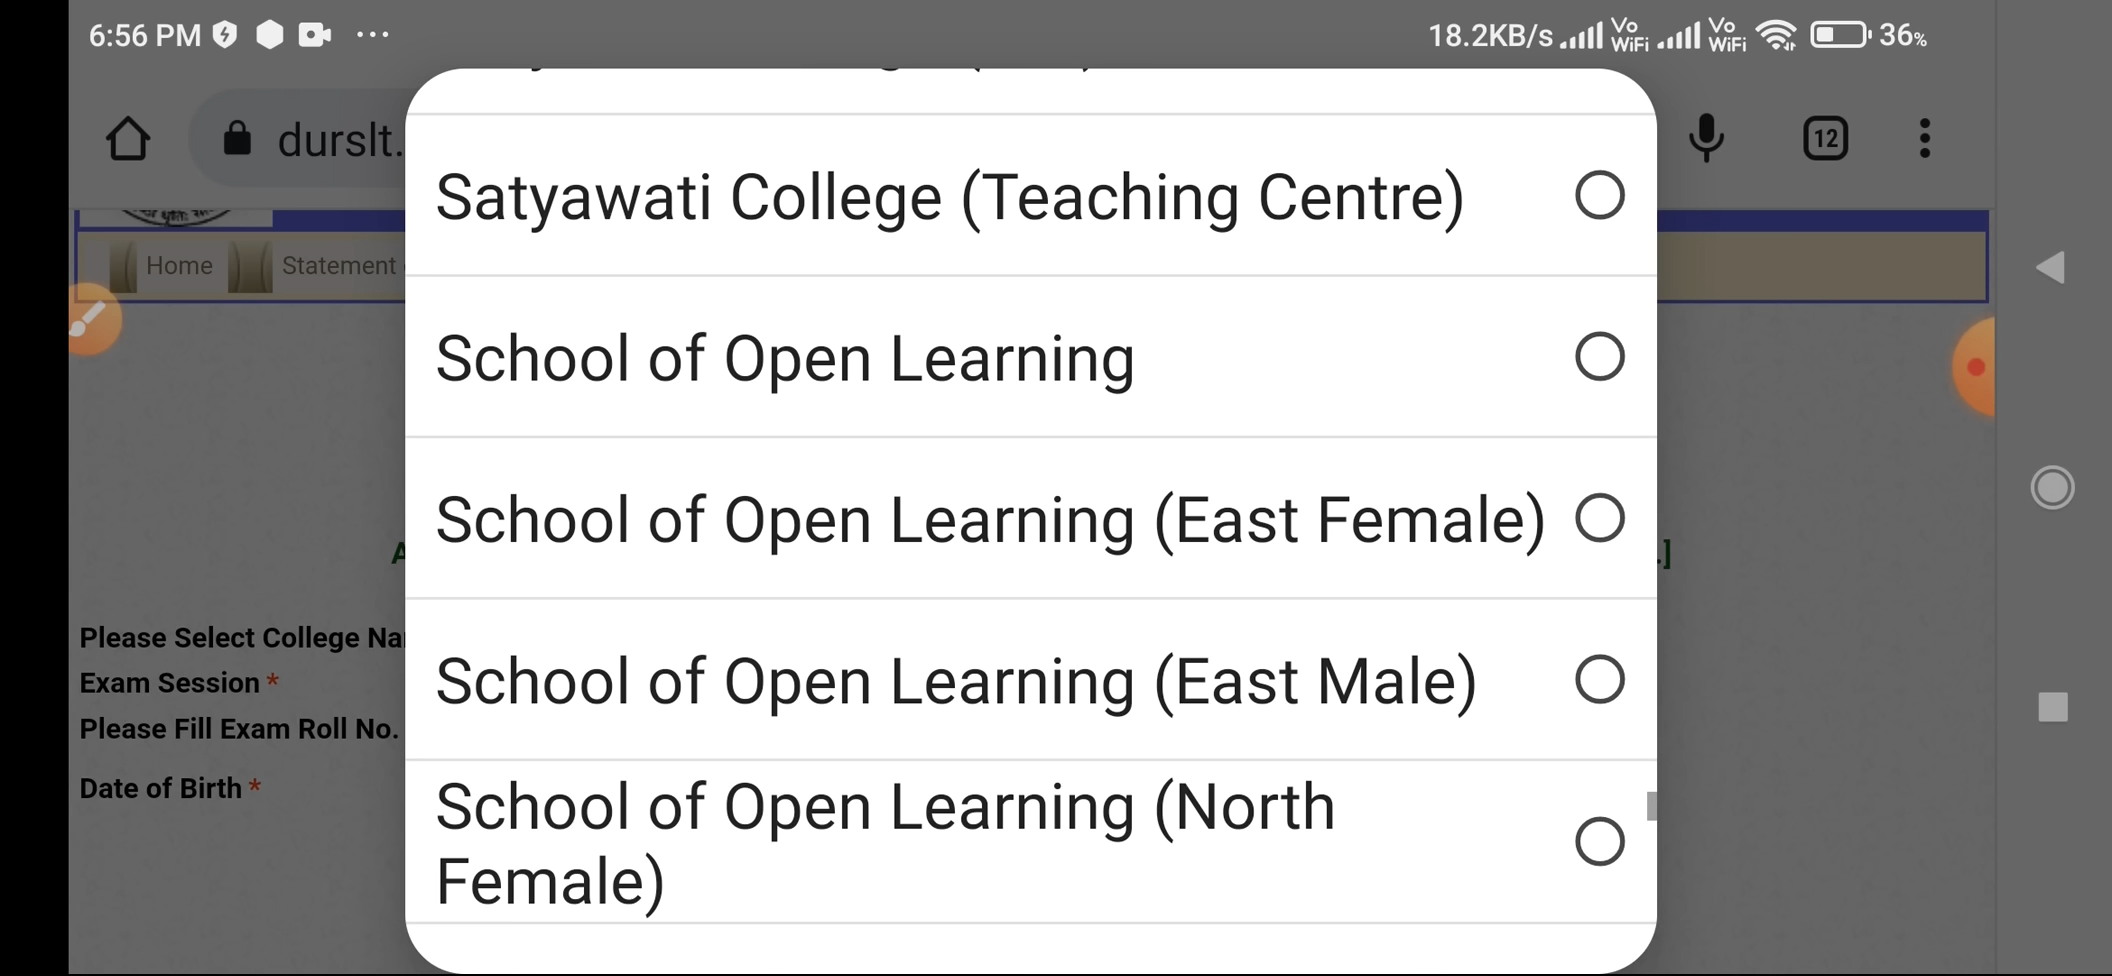 6:56 PM
18.2KB/s Vo WiFi Vo WiFi 36%
durslt.
12
Home Statement
Satyawati College (Teaching Centre)
School of Open Learning
School of Open Learning (East Female)
School of Open Learning (East Male)
School of Open Learning (North
Female)
A
.]
Please Select College Na
Exam Session *
Please Fill Exam Roll No.
Date of Birth *